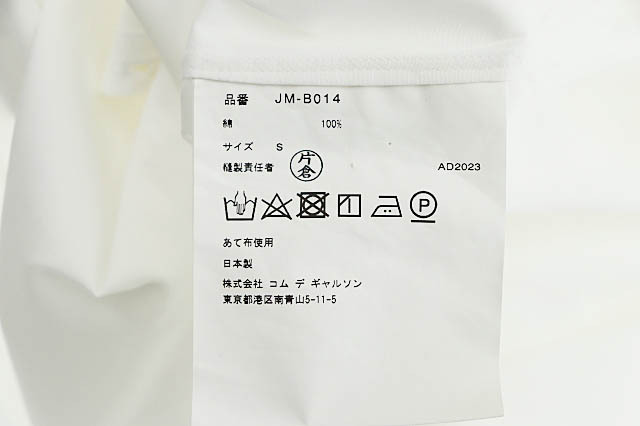 品番 JM-B014
綿 100%
サイズ S
縫製責任者 片倉 AD2023
P
あて布使用
日本製
株式会社 コム デ ギャルソン
東京都港区南青山5-11-5